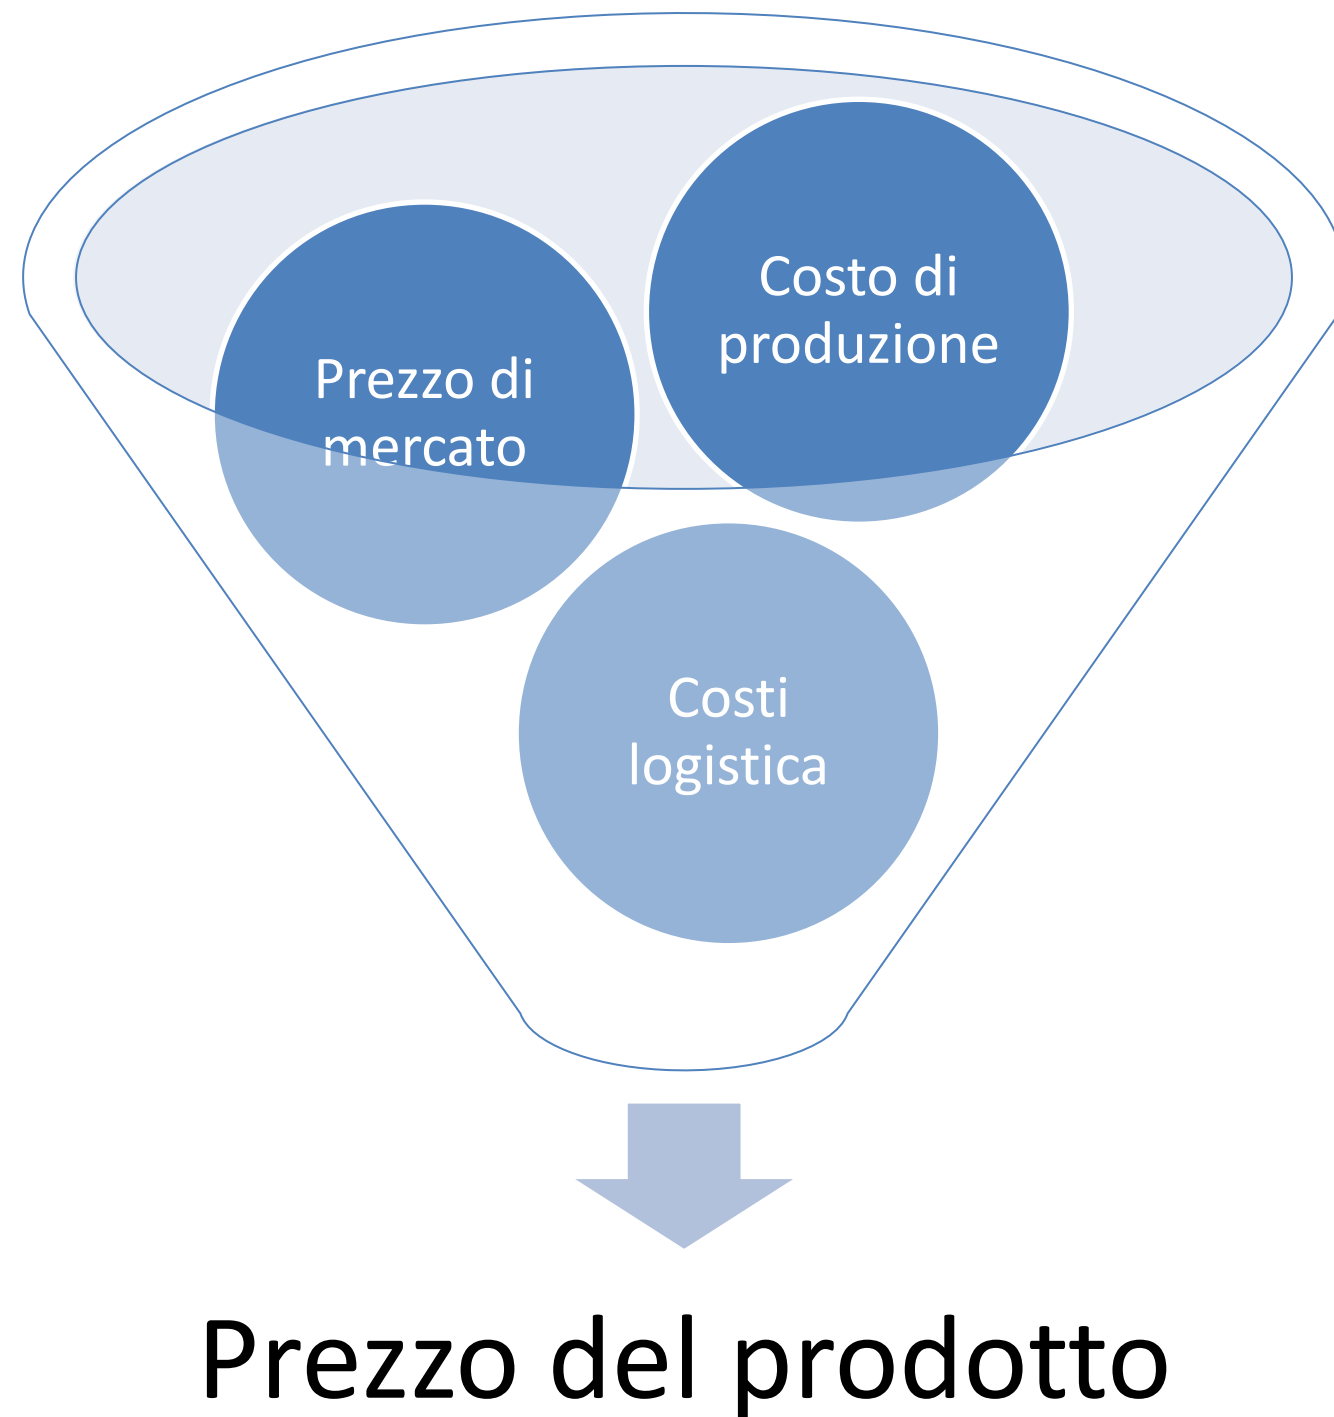 Costo di
produzione
Prezzo di
mercato
Costi
logistica
Prezzo del prodotto